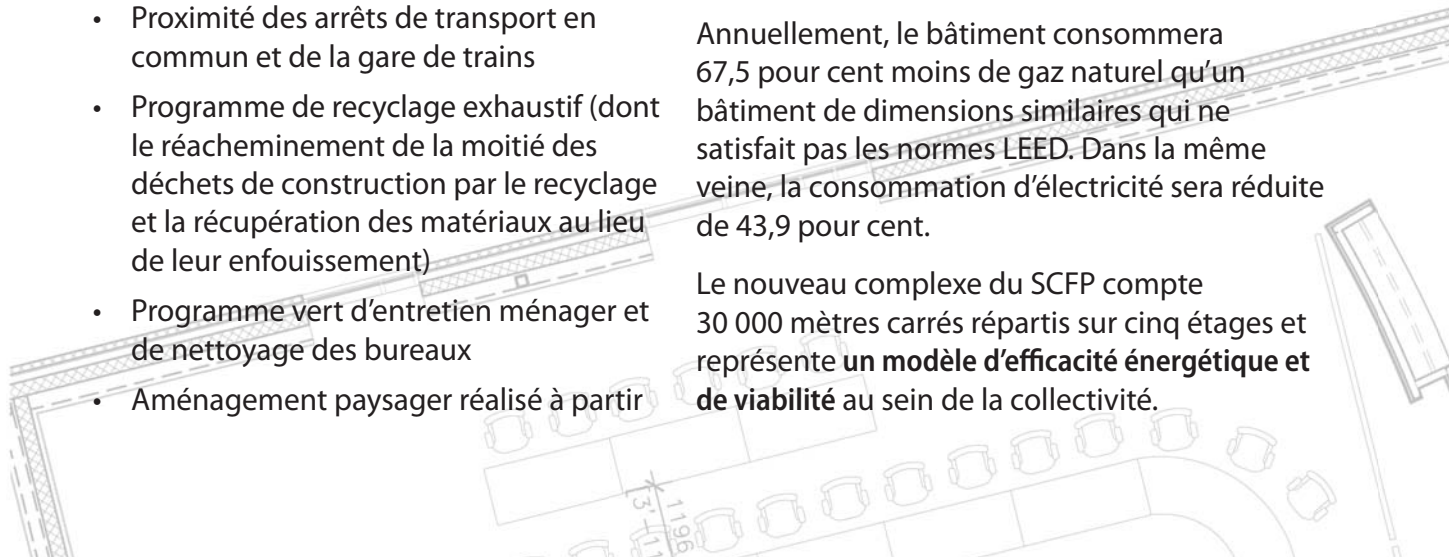 • Proximité des arrêts de transport en
commun et de la gare de trains
• Programme de recyclage exhaustif (dont
le réacheminement de la moitié des
déchets de construction par le recyclage
et la récupération des matériaux au lieu
de leur enfouissement)
• Programme vert d’entretien ménager et
de nettoyage des bureaux
• Aménagement paysager réalisé à partir
Annuellement, le bâtiment consommera
67,5 pour cent moins de gaz naturel qu’un
bâtiment de dimensions similaires qui ne
satisfait pas les normes LEED. Dans la même
veine, la consommation d’électricité sera réduite
de 43,9 pour cent.
Le nouveau complexe du SCFP compte
30 000 mètres carrés répartis sur cinq étages et
représente un modèle d’efficacité énergétique et
de viabilité au sein de la collectivité.
1196